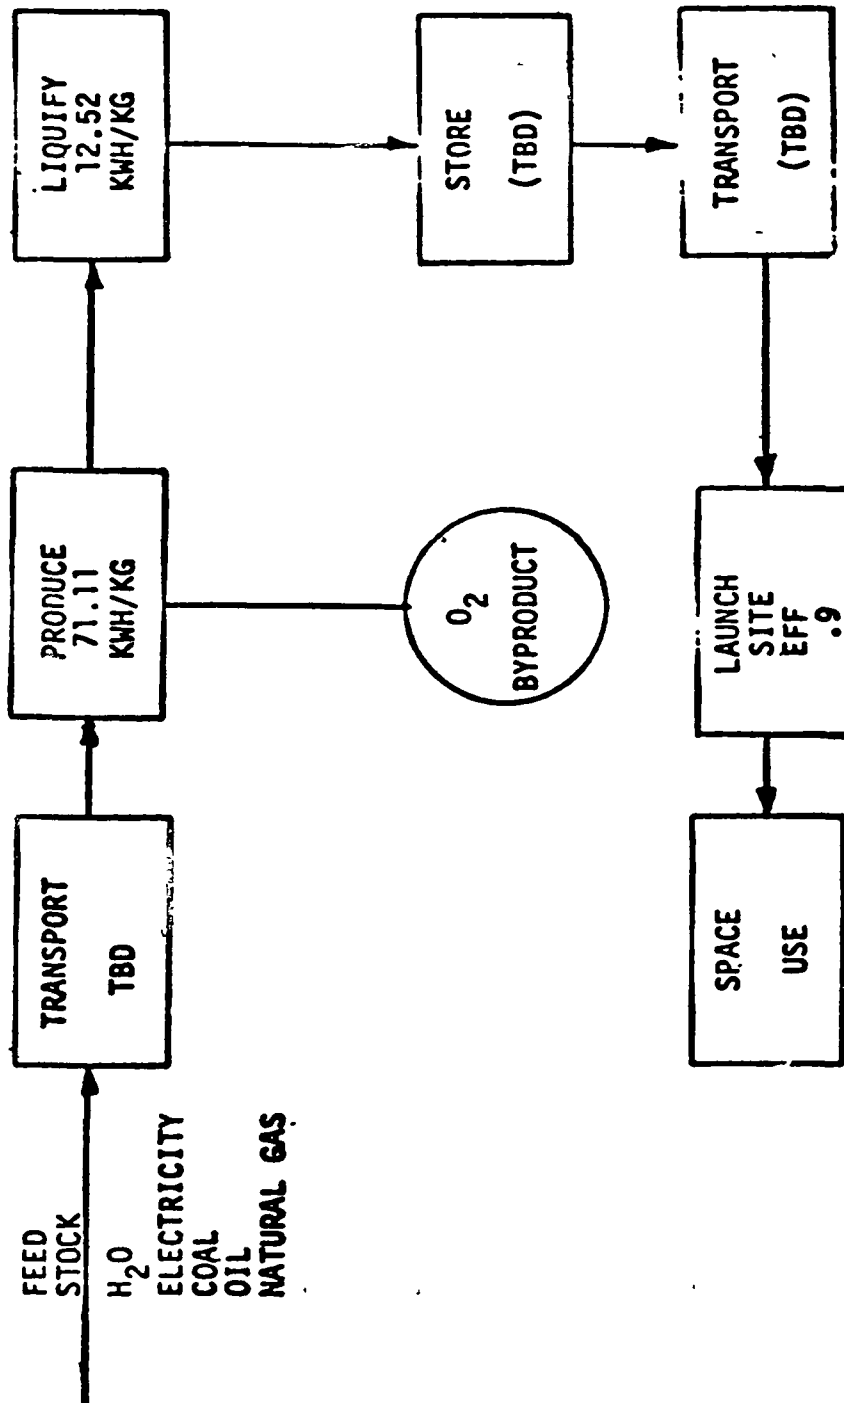 FEED
STOCK
H2O
ELECTRICITY
COAL
OIL
NATURAL GAS
TRANSPORT
TBD
PRODUCE
71.11
KWH/KG
LIQUIFY
12.52
KWH/KG
O2
BYPRODUCT
STORE
(TBD)
TRANSPORT
(TBD)
LAUNCH
SITE
EFF
.9
SPACE
USE